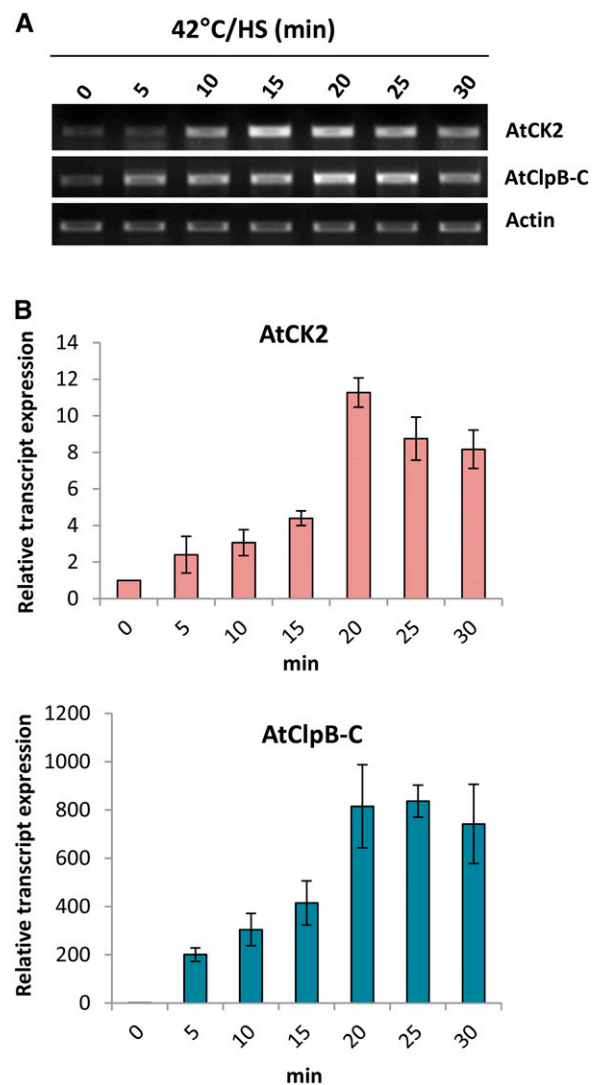 A
42°C/HS (min)
0 5 10 15 20 25 30
AtCK2
AtClpB-C
Actin
B
AtCK2
Relative transcript expression
14
12
10
8
6
4
2
0
0 5 10 15 20 25 30
min
AtClpB-C
Relative transcript expression
1200
1000
800
600
400
200
0
0 5 10 15 20 25 30
min